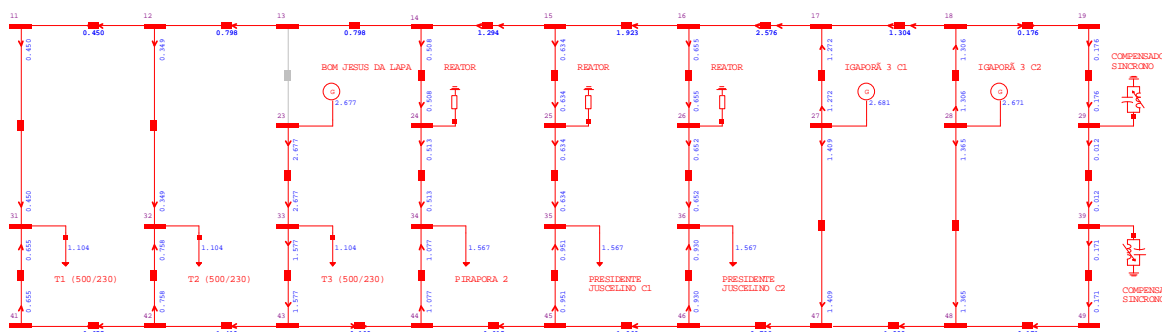 11 12 13 14 15 16 17 18 19
0.450 0.798 0.798 1.294 1.923 2.576 1.304 0.176
0.450 0.349 0.508 0.634 0.655 1.272 1.306 0.176
BOM JESUS DA LAPA REATOR REATOR REATOR IGAPORÃ 3 C1 IGAPORÃ 3 C2
COMPENSADO
SINCRONO
G G G
2.677 2.681 2.671
0.508 0.634 0.655 1.272 1.306 0.176
23 24 25 26 27 28 29
2.677 0.513 0.634 0.652 1.409 1.365 0.012
0.450 0.349 2.677 0.513 0.634 0.652 0.012
31 32 33 34 35 36 39
1.104 1.104 1.104 1.567 1.567 1.567
0.655 0.758 1.577 1.077 0.951 0.930 0.171
T1 (500/230) T2 (500/230) T3 (500/230) PIRAPORA 2
PRESIDENTE
JUSCELINO C1
PRESIDENTE
JUSCELINO C2
COMPENSA
SINCRONO
0.655 0.758 1.577 1.077 0.951 0.930 1.409 1.365 0.171
41 42 43 44 45 46 47 48 49